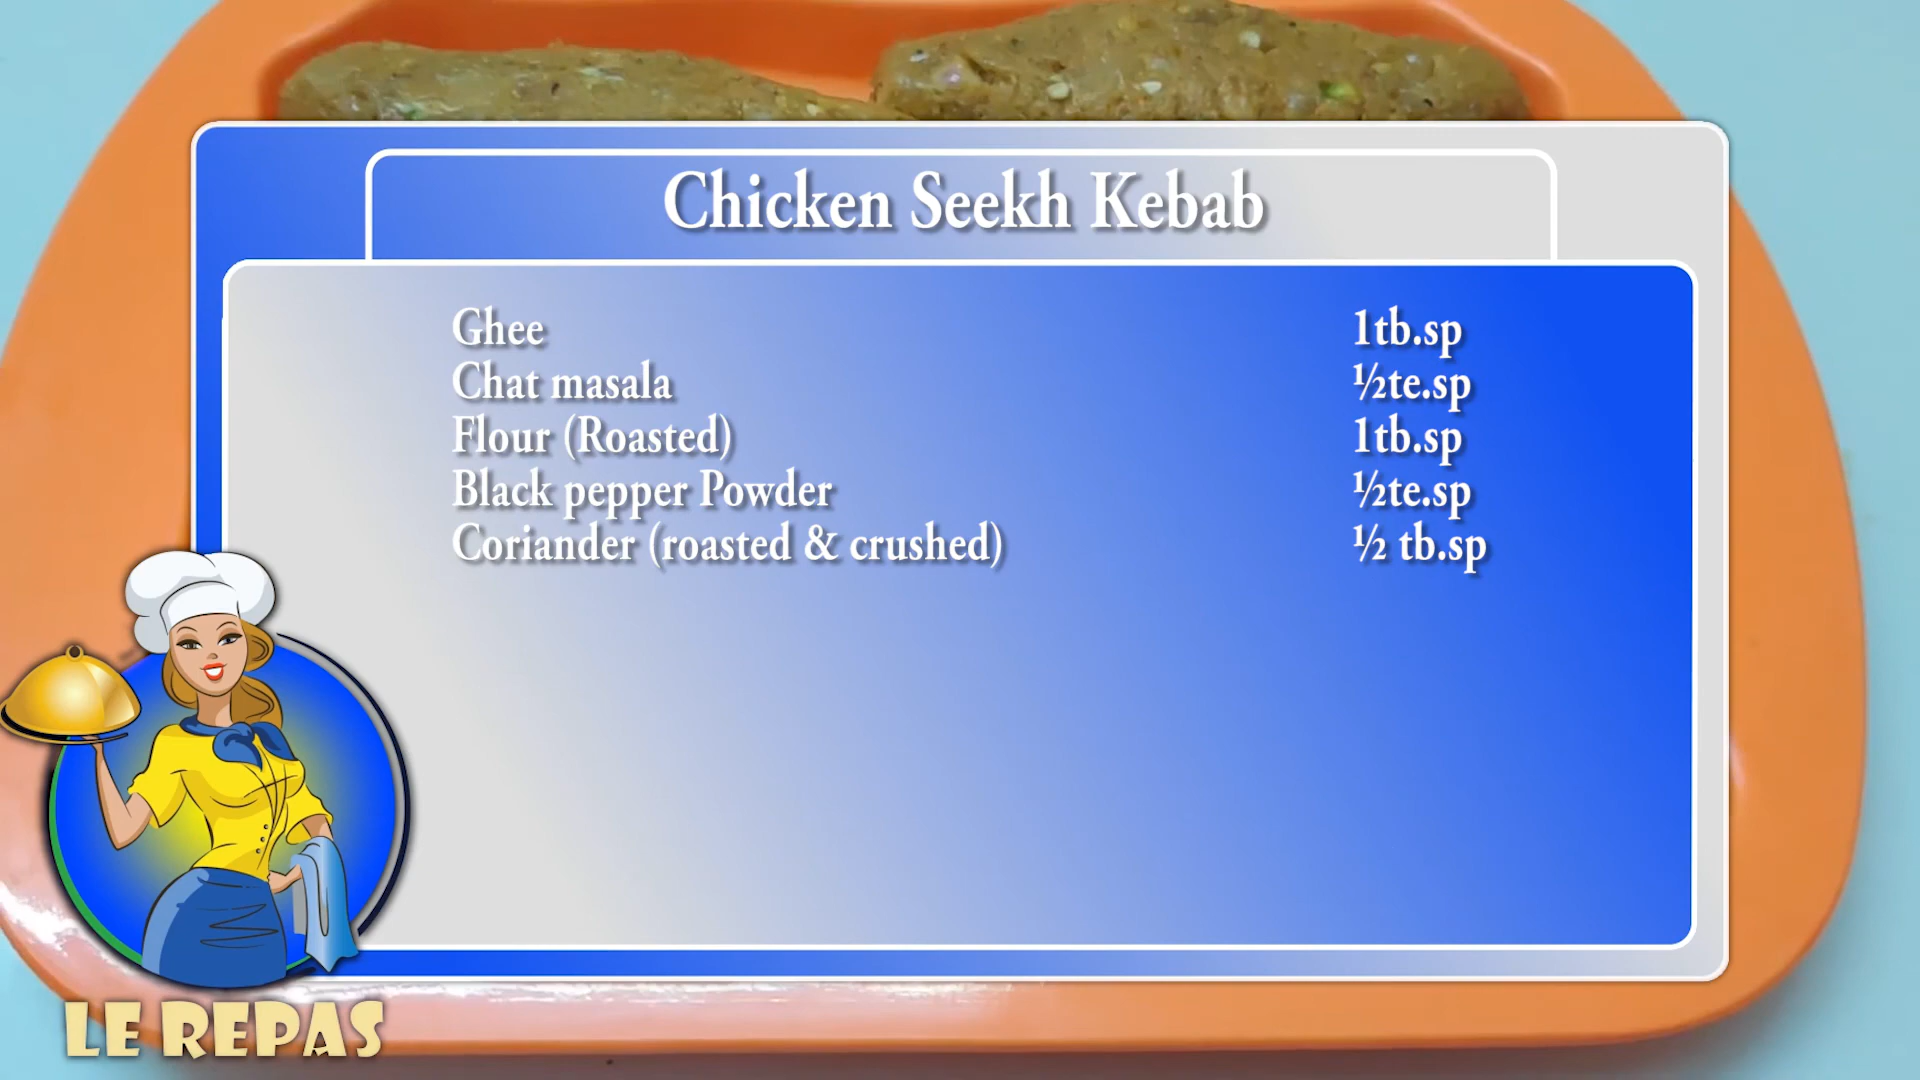 Chicken Seekh Kebab
Ghee 1tb.sp
Chat masala ½te.sp
Flour (Roasted) 1tb.sp
Black pepper Powder ½te.sp
Coriander (roasted & crushed) ½ tb.sp
LE REPAS